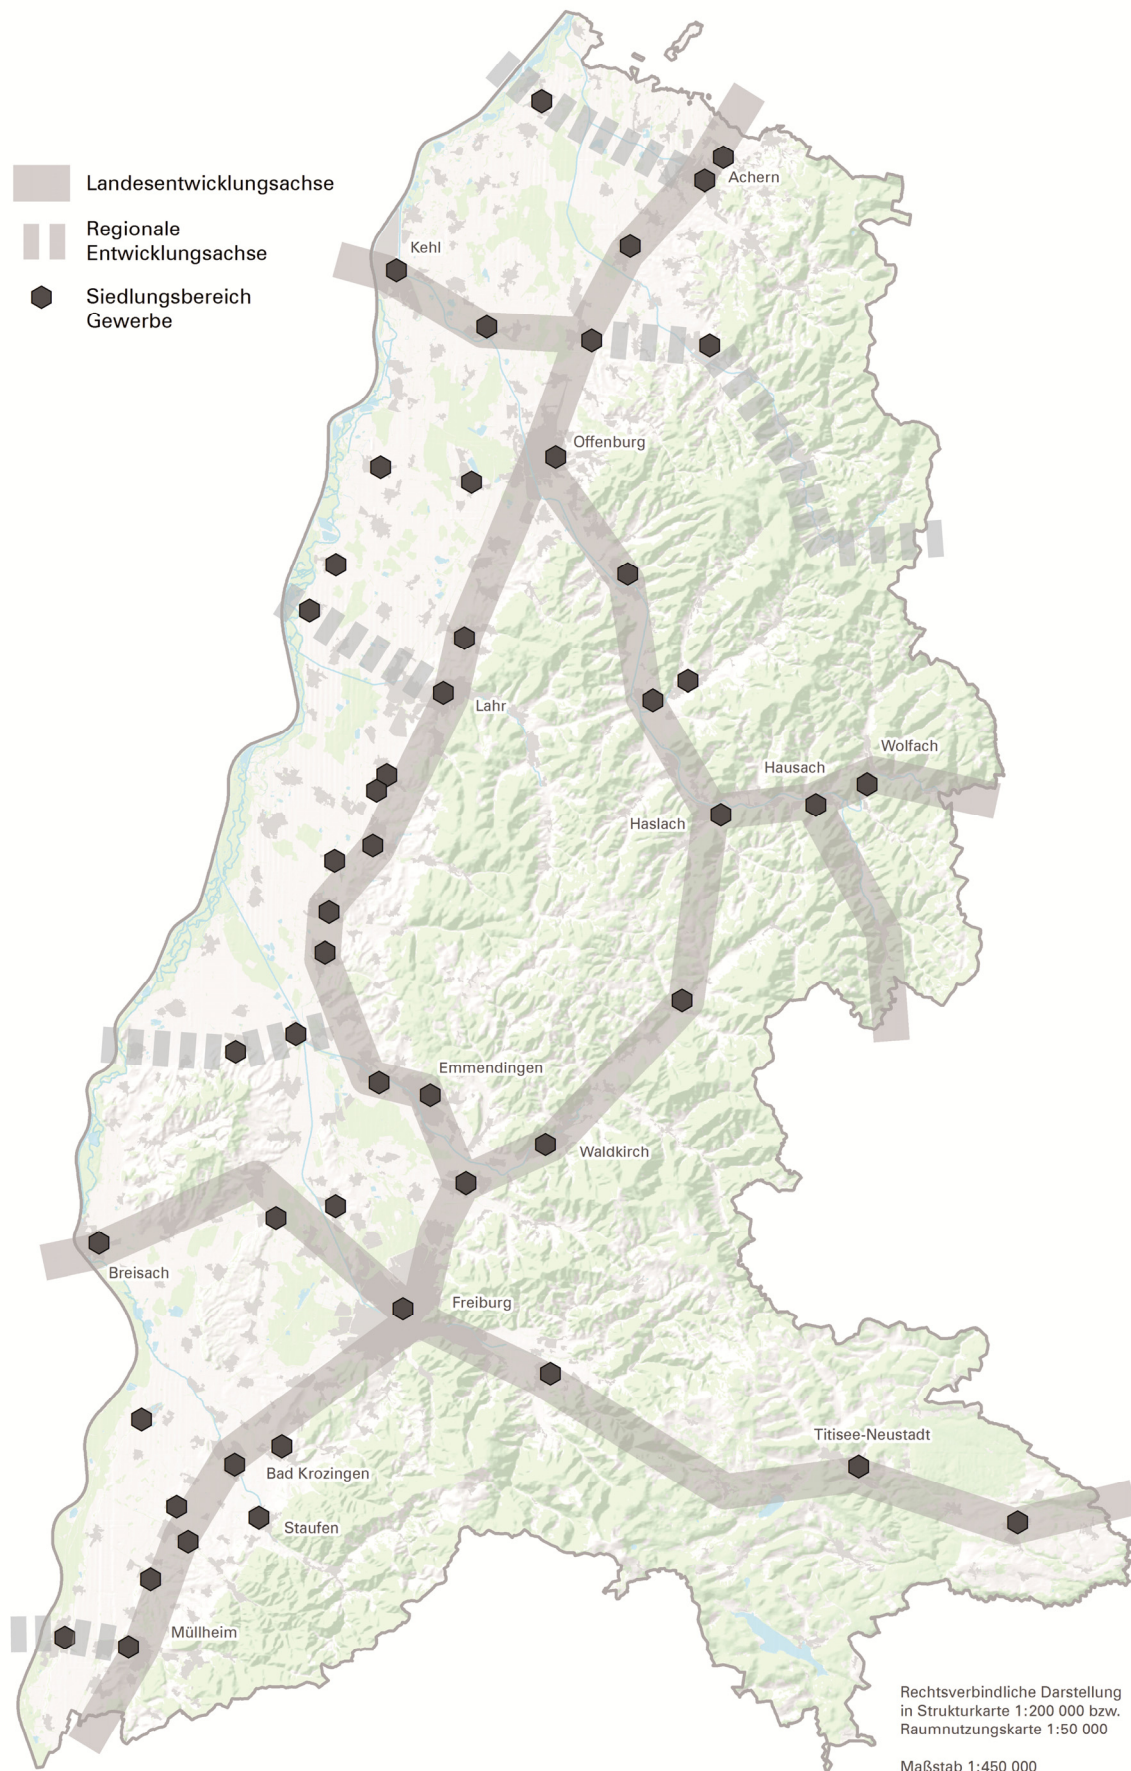 Landesentwicklungsachse
Regionale
Entwicklungsachse
Siedlungsbereich
Gewerbe
Achern
Kehl
Offenburg
Lahr
Wolfach
Hausach
Haslach
Emmendingen
Waldkirch
Breisach
Freiburg
Titisee-Neustadt
Bad Krozingen
Staufen
Müllheim
Rechtsverbindliche Darstellung
in Strukturkarte 1:200 000 bzw.
Raumnutzungskarte 1:50 000
Maßstab 1:450 000